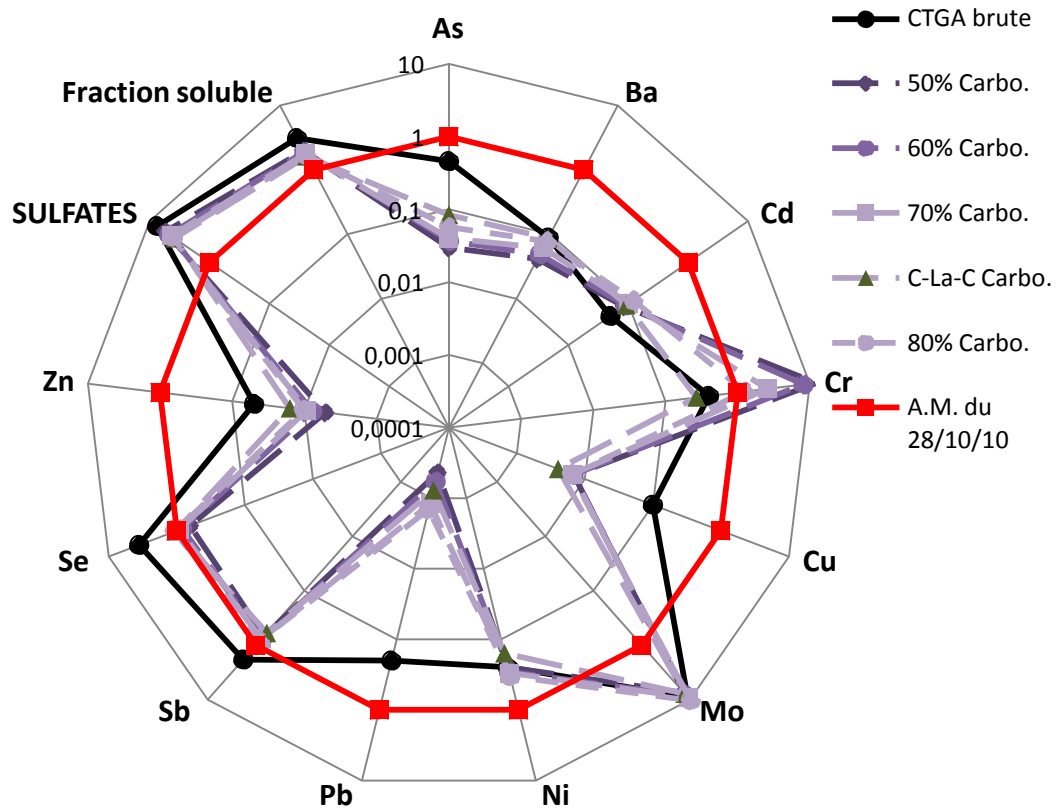 As
Ba
Cd
Cr
Cu
Mo
Ni
Pb
Sb
Se
Zn
SULFATES
Fraction soluble
10
1
0,1
0,01
0,001
0,0001
CTGA brute
50% Carbo.
60% Carbo.
70% Carbo.
C-La-C Carbo.
80% Carbo.
A.M. du
28/10/10